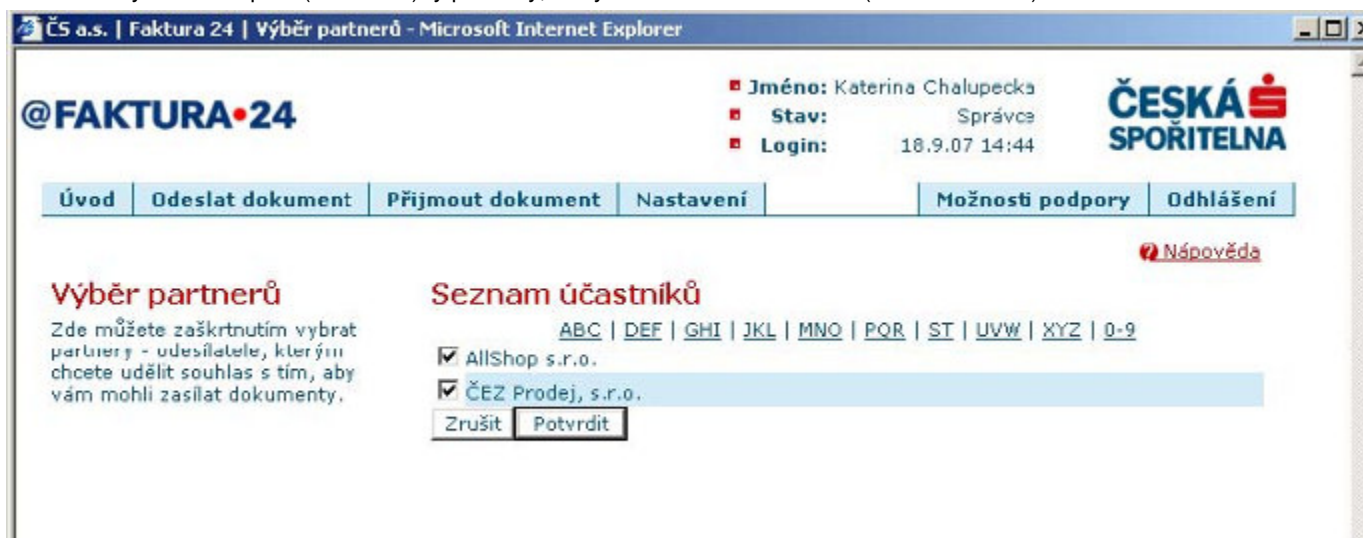 ČS a.s. | Faktura 24 | Výběr partnerů - Microsoft Internet Explorer
@FAKTURA•24
Jméno: Katerina Chalupecka
Stav: Správce
Login: 18.9.07 14:44
ČESKÁ
SPOŘITELNA
Úvod Odeslat dokument Přijmout dokument Nastavení Možnosti podpory Odhlášení
Nápověda
Výběr partnerů
Zde můžete zaškrtnutím vybrat
partnery - odesílatele, kterým
chcete udělit souhlas s tím, aby
vám mohli zasílat dokumenty.
Seznam účastníků
ABC | DEF | GHI | JKL | MNO | PQR | ST | UVW | XYZ | 0-9
AllShop s.r.o.
ČEZ Prodej, s.r.o.
Zrušit Potvrdit